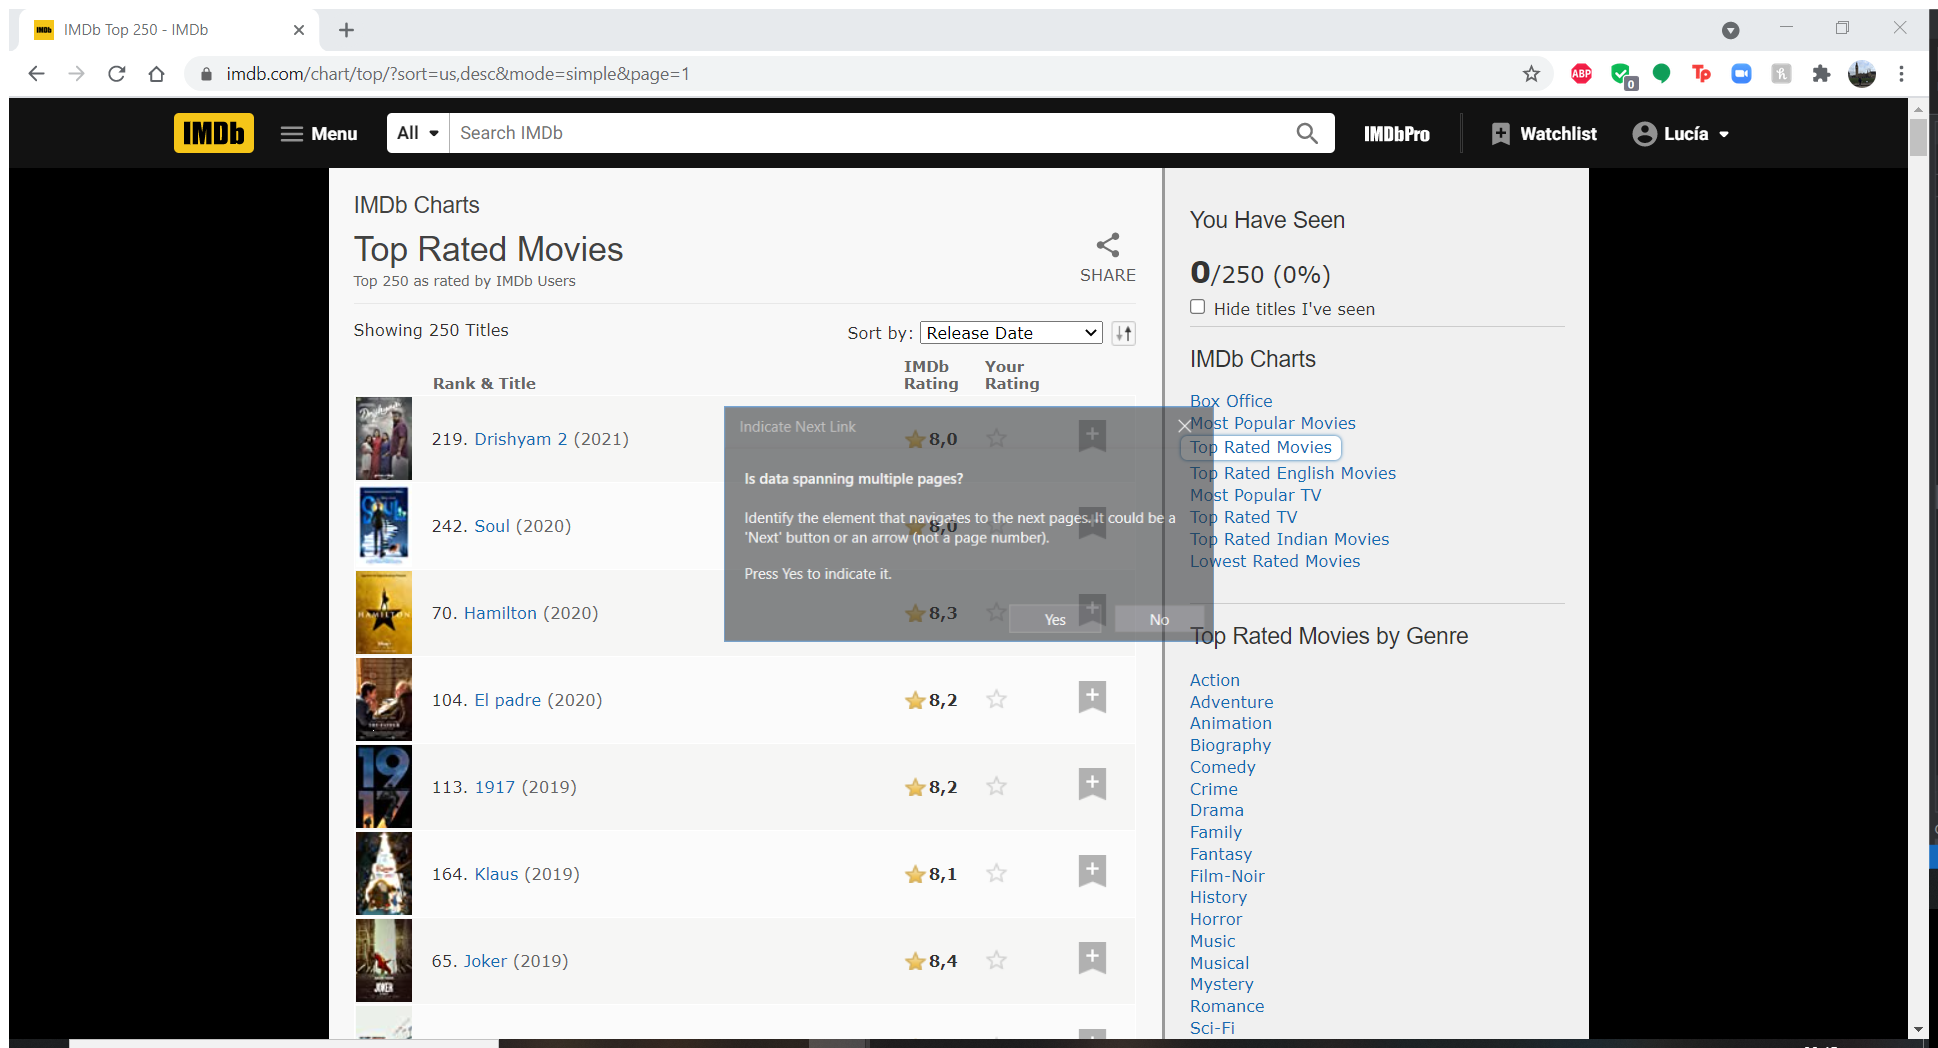 IMDb Top 250 - IMDb
imdb.com/chart/top/?sort=us,desc&mode=simple&page=1
ABP
0
Tp
IMDb
Menu
All
Search IMDb
IMDbPro
Watchlist
Lucía
IMDb Charts
Top Rated Movies
Top 250 as rated by IMDb Users
SHARE
Showing 250 Titles
Sort by: Release Date
Rank & Title
IMDb Rating
Your Rating
219. Drishyam 2 (2021)
8,0
242. Soul (2020)
8,0
70. Hamilton (2020)
8,3
104. El padre (2020)
8,2
113. 1917 (2019)
8,2
164. Klaus (2019)
8,1
65. Joker (2019)
8,4
Indicate Next Link
Is data spanning multiple pages?
Identify the element that navigates to the next pages. It could be a
'Next' button or an arrow (not a page number).
Press Yes to indicate it.
Yes
No
You Have Seen
0/250 (0%)
Hide titles I've seen
IMDb Charts
Box Office
Most Popular Movies
Top Rated Movies
Top Rated English Movies
Most Popular TV
Top Rated TV
Top Rated Indian Movies
Lowest Rated Movies
Top Rated Movies by Genre
Action
Adventure
Animation
Biography
Comedy
Crime
Drama
Family
Fantasy
Film-Noir
History
Horror
Music
Musical
Mystery
Romance
Sci-Fi